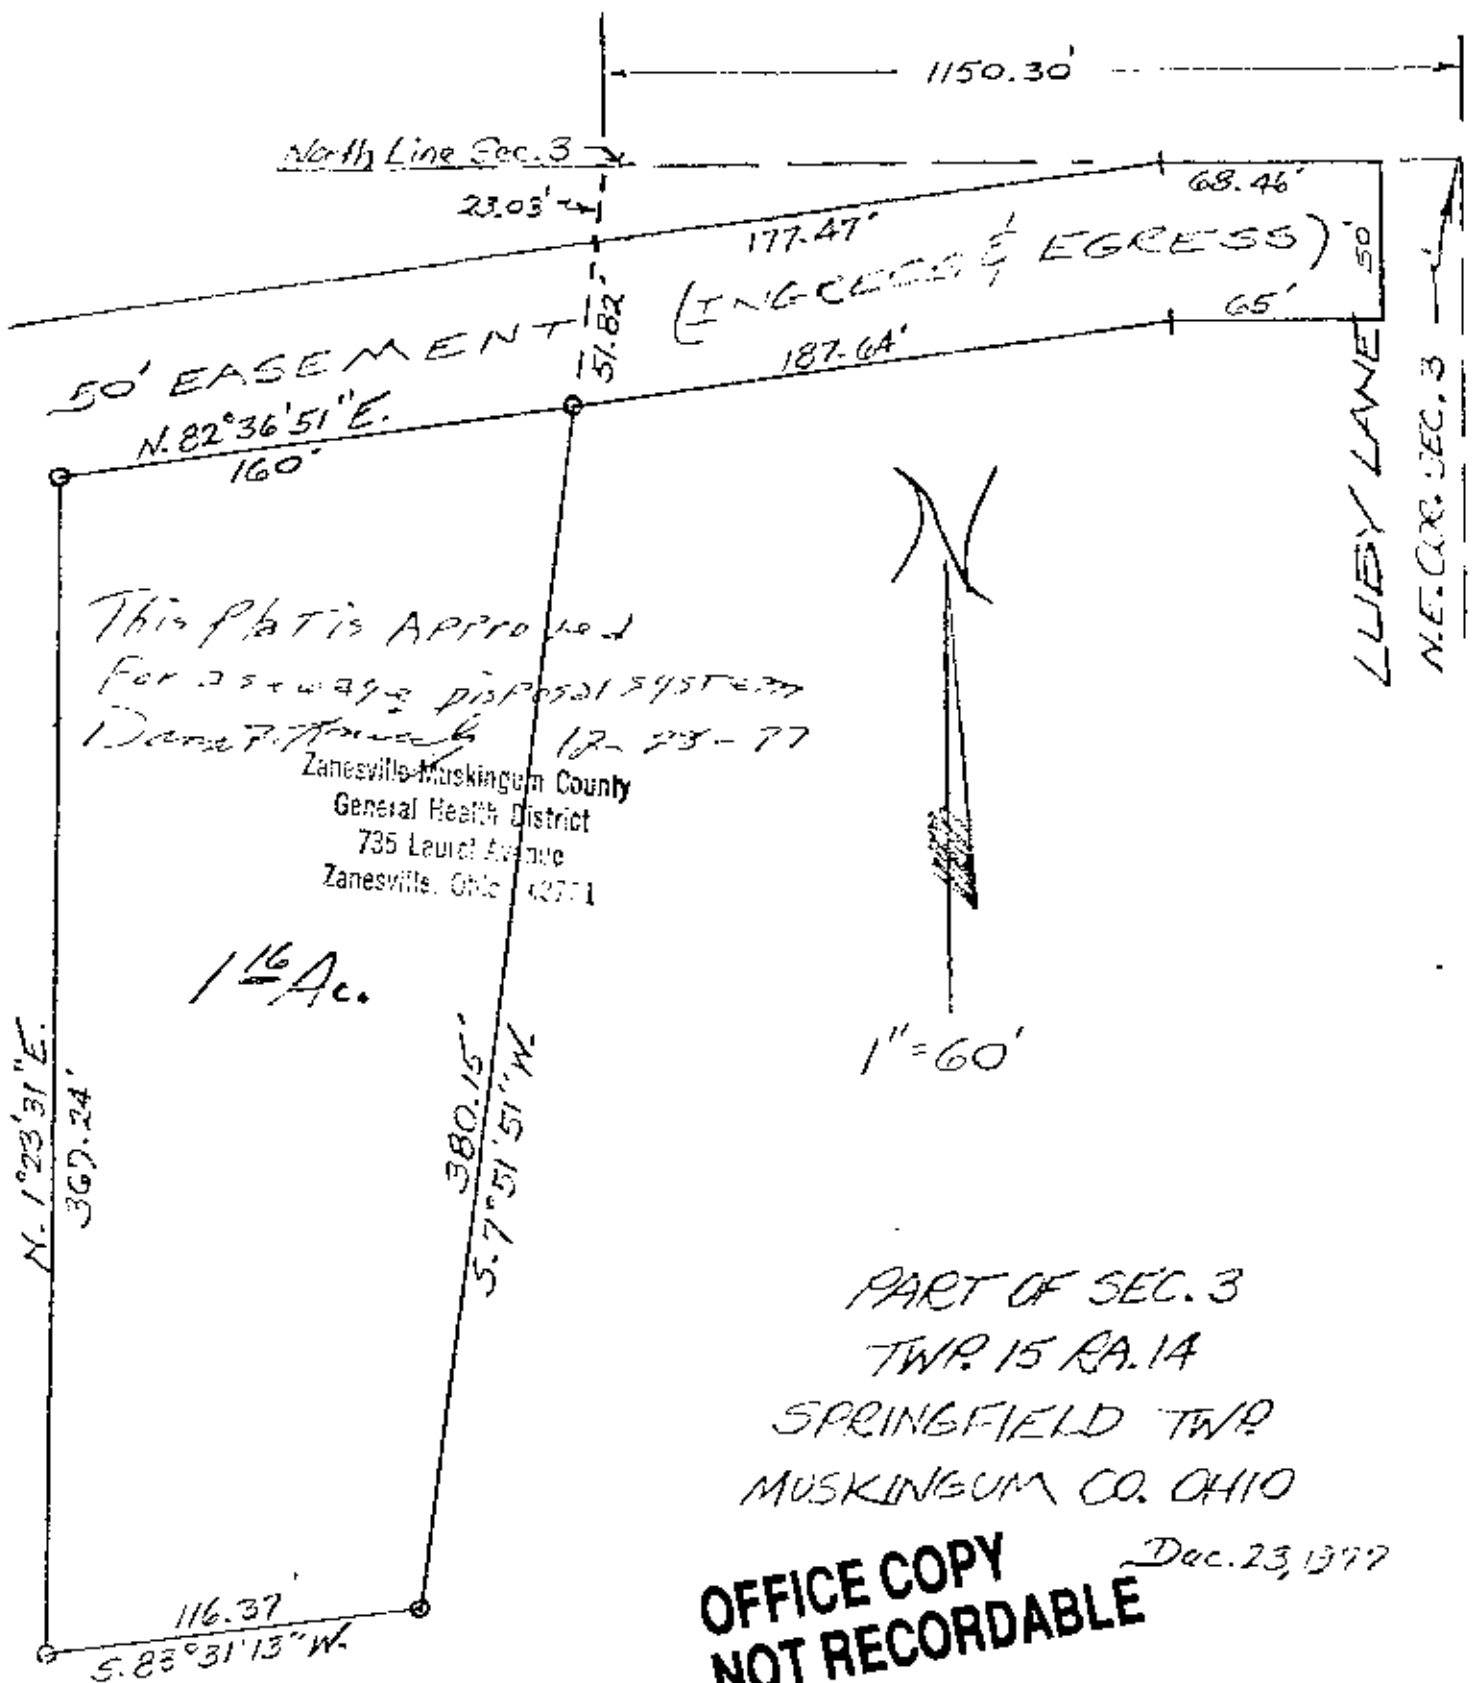 1150.30'
North Line Sec. 3
23.03'
68.46'
177.47'
50'
(INGRESS & EGRESS)
65'
51.82'
187.64'
50' EASEMENT
N. 82°36'51" E.
160'
LUBY LANE
N.E. COR. SEC. 3
N
This Plat is Approved
For a sewage Disposal system
12-23-77
Zanesville-Muskingum County
General Health District
735 Laurel Avenue
Zanesville, Ohio 43701
1 16 Ac.
1" = 60'
N. 1°23'31" E.
367.24'
380.15'
S. 7°51'51" W.
PART OF SEC. 3
TWP. 15 RA. 14
SPRINGFIELD TWP.
MUSKINGUM CO. OHIO
Dec. 23, 1977
116.37'
S. 83°31'13" W.
OFFICE COPY
NOT RECORDABLE